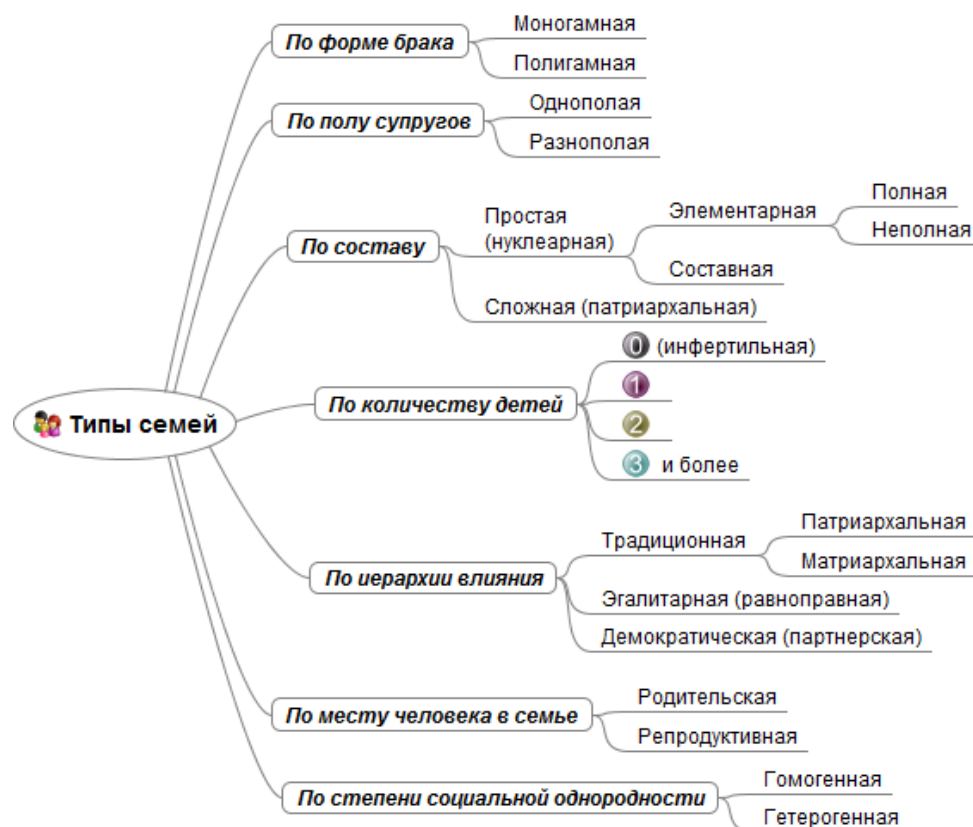 Типы семей
По форме брака
Моногамная
Полигамная
По полу супругов
Однополая
Разнополая
По составу
Простая
(нуклеарная)
Элементарная
Полная
Неполная
Составная
Сложная (патриархальная)
По количеству детей
0 (инфертильная)
1
2
3 и более
По иерархии влияния
Традиционная
Патриархальная
Матриархальная
Эгалитарная (равноправная)
Демократическая (партнерская)
По месту человека в семье
Родительская
Репродуктивная
По степени социальной однородности
Гомогенная
Гетерогенная